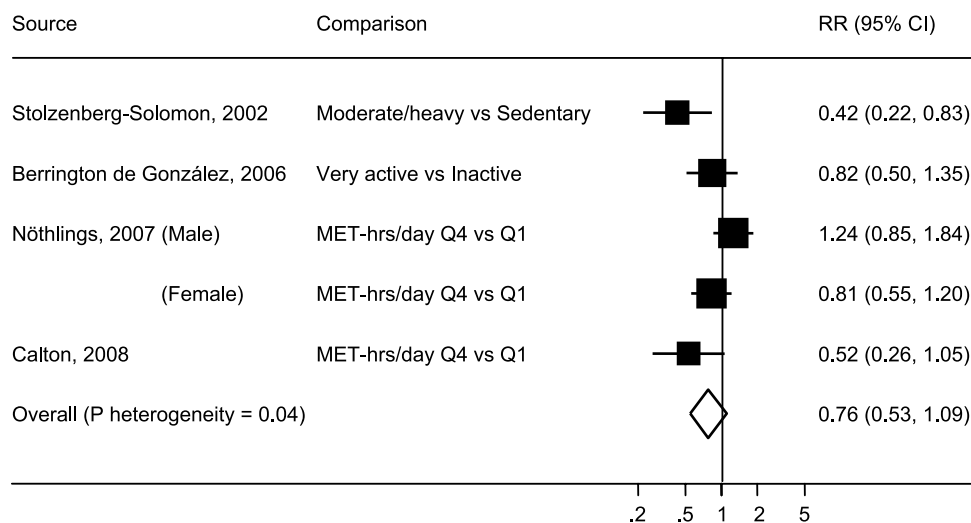 Source Comparison RR (95% CI)
Stolzenberg-Solomon, 2002 Moderate/heavy vs Sedentary 0.42 (0.22, 0.83)
Berrington de González, 2006 Very active vs Inactive 0.82 (0.50, 1.35)
Nöthlings, 2007 (Male) MET-hrs/day Q4 vs Q1 1.24 (0.85, 1.84)
(Female) MET-hrs/day Q4 vs Q1 0.81 (0.55, 1.20)
Calton, 2008 MET-hrs/day Q4 vs Q1 0.52 (0.26, 1.05)
Overall (P heterogeneity = 0.04) 0.76 (0.53, 1.09)
.2 .5 1 2 5